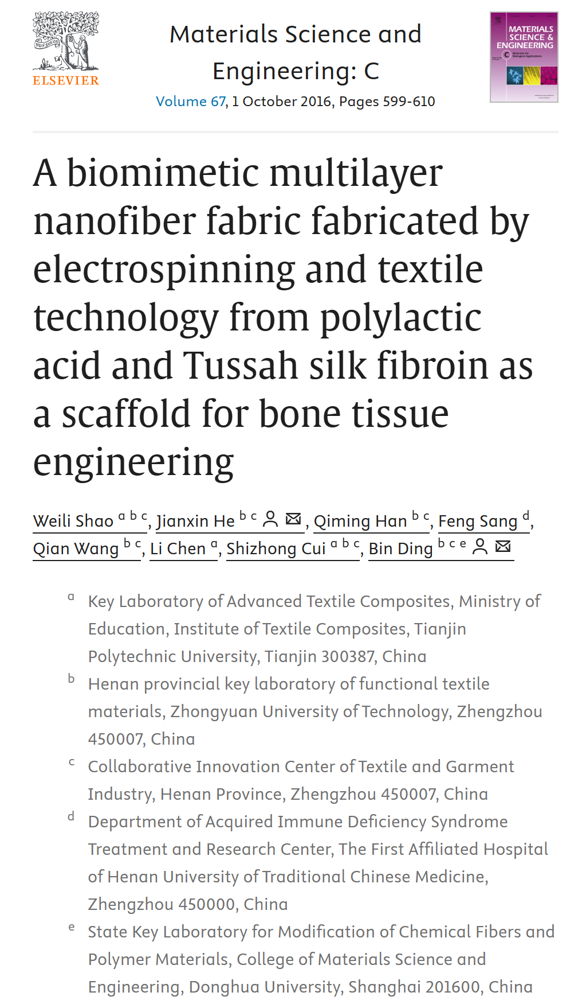 NON SOLUS
ELSEVIER
Materials Science and
Engineering: C
Volume 67, 1 October 2016, Pages 599-610
MATERIALS
SCIENCE &
ENGINEERING
C
Materials for
Biological Applications
A biomimetic multilayer
nanofiber fabric fabricated by
electrospinning and textile
technology from polylactic
acid and Tussah silk fibroin as
a scaffold for bone tissue
engineering
Weili Shao a b c, Jianxin He b c, Qiming Han b c, Feng Sang d,
Qian Wang b c, Li Chen a, Shizhong Cui a b c, Bin Ding b c e
a Key Laboratory of Advanced Textile Composites, Ministry of
Education, Institute of Textile Composites, Tianjin
Polytechnic University, Tianjin 300387, China
b Henan provincial key laboratory of functional textile
materials, Zhongyuan University of Technology, Zhengzhou
450007, China
c Collaborative Innovation Center of Textile and Garment
Industry, Henan Province, Zhengzhou 450007, China
d Department of Acquired Immune Deficiency Syndrome
Treatment and Research Center, The First Affiliated Hospital
of Henan University of Traditional Chinese Medicine,
Zhengzhou 450000, China
e State Key Laboratory for Modification of Chemical Fibers and
Polymer Materials, College of Materials Science and
Engineering, Donghua University, Shanghai 201600, China